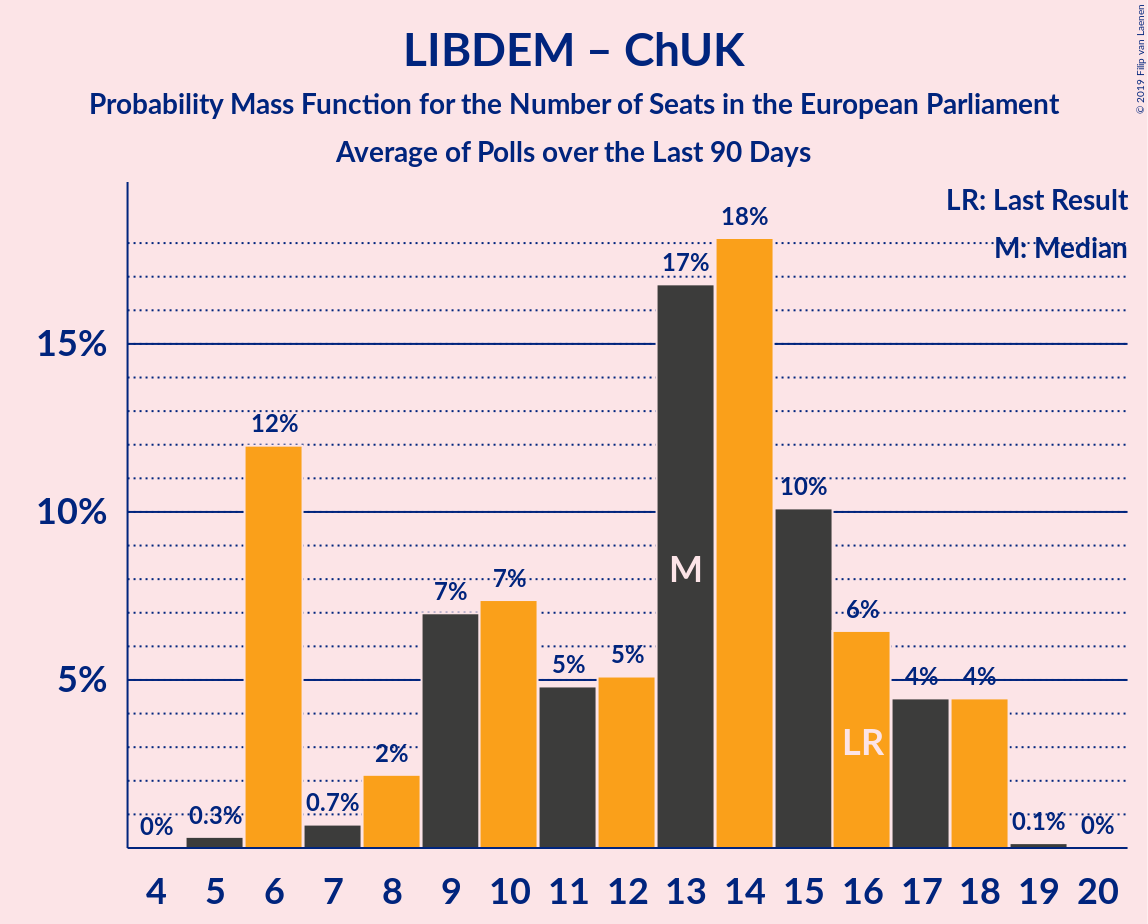 LIBDEM – ChUK
Probability Mass Function for the Number of Seats in the European Parliament
Average of Polls over the Last 90 Days
© 2019 Filip van Laenen
LR: Last Result
M: Median
15%
10%
5%
0%
0.3%
12%
0.7%
2%
7%
7%
5%
5%
17%
18%
10%
6%
4%
4%
0.1%
0%
M
LR
4 5 6 7 8 9 10 11 12 13 14 15 16 17 18 19 20